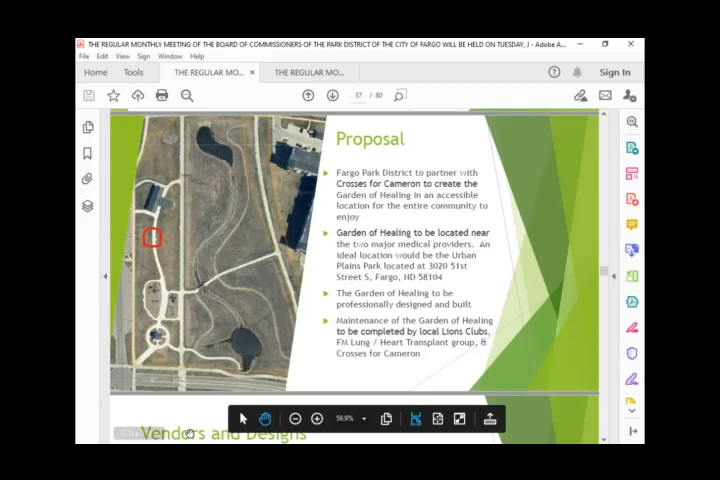 THE REGULAR MONTHLY MEETING OF THE BOARD OF COMMISSIONERS OF THE PARK DISTRICT OF THE CITY OF FARGO WILL BE HELD ON TUESDAY, J - Adobe A...
File Edit View Sign Window Help
Home Tools THE REGULAR MO... × THE REGULAR MO... Sign In
37 / 80
Proposal
Fargo Park District to partner with
Crosses for Cameron to create the
Garden of Healing in an accessible
location for the entire community to
enjoy
Garden of Healing to be located near
the two major medical providers. An
ideal location would be the Urban
Plains Park located at 3020 51st
Street S, Fargo, ND 58104
The Garden of Healing to be
professionally designed and built
Maintenance of the Garden of Healing
to be completed by local Lions Clubs,
FM Lung / Heart Transplant group, &
Crosses for Cameron
59.9%
Vendors and Designs